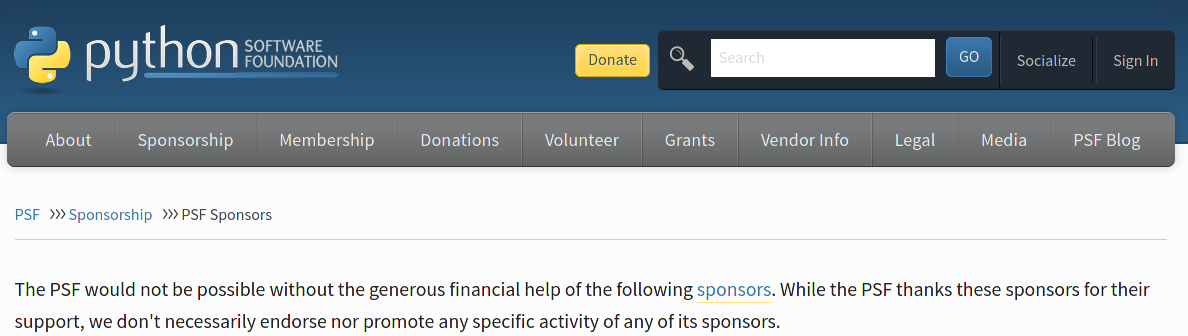 python SOFTWARE FOUNDATION
Donate
Search
GO
Socialize
Sign In
About
Sponsorship
Membership
Donations
Volunteer
Grants
Vendor Info
Legal
Media
PSF Blog
PSF >>> Sponsorship >>> PSF Sponsors
The PSF would not be possible without the generous financial help of the following sponsors. While the PSF thanks these sponsors for their
support, we don't necessarily endorse nor promote any specific activity of any of its sponsors.